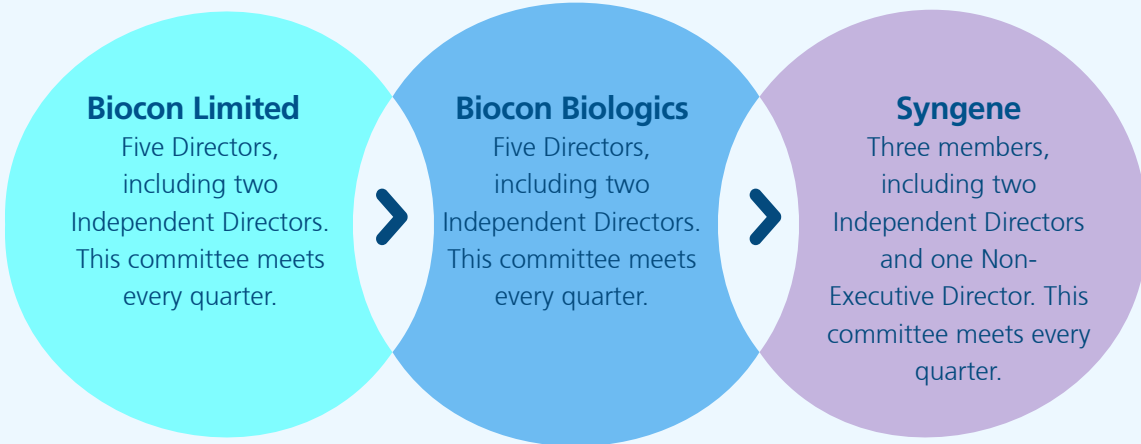 Biocon Limited
Five Directors,
including two
Independent Directors.
This committee meets
every quarter.
Biocon Biologics
Five Directors,
including two
Independent Directors.
This committee meets
every quarter.
Syngene
Three members,
including two
Independent Directors
and one Non-
Executive Director. This
committee meets every
quarter.